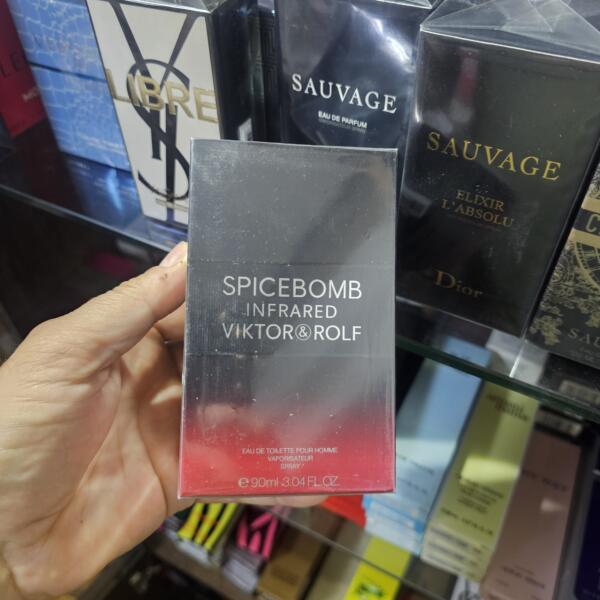 LIBRE
SAUVAGE
EAU DE PARFUM
SAUVAGE
ELIXIR
L'ABSOLU
Dior
SPICEBOMB
INFRARED
VIKTOR&ROLF
EAU DE TOILETTE POUR HOMME
VAPORISATEUR
SPRAY
℮ 90ml 3.04 FL.OZ.